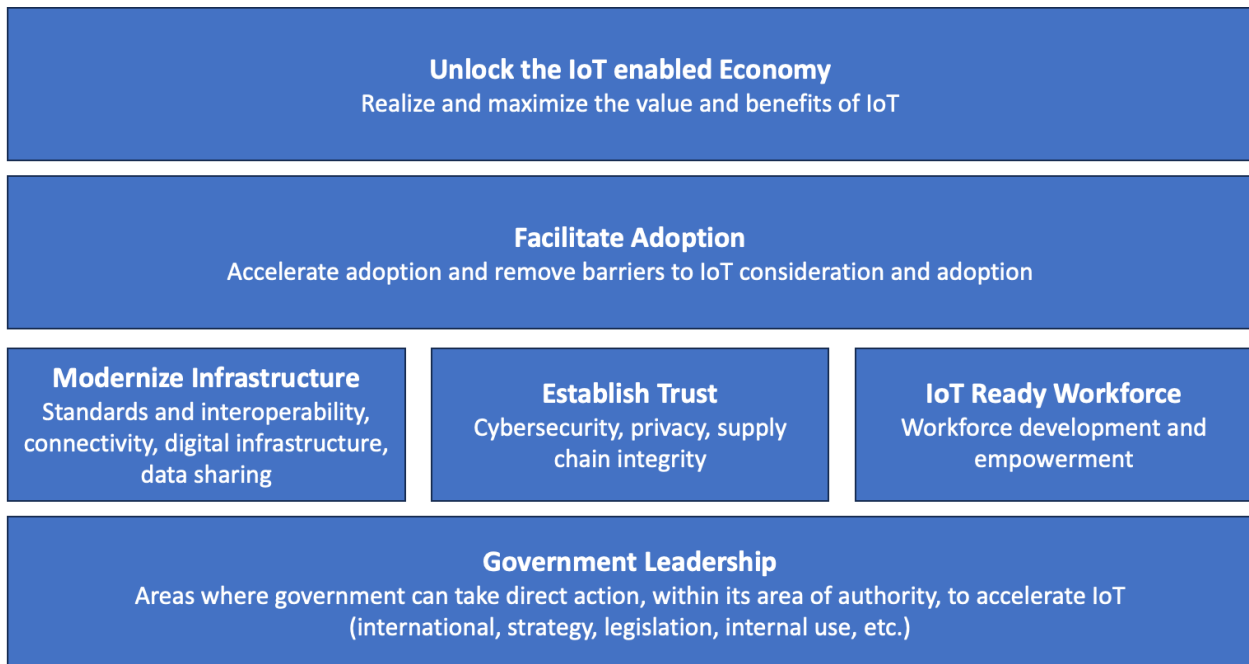 Unlock the IoT enabled Economy
Realize and maximize the value and benefits of IoT
Facilitate Adoption
Accelerate adoption and remove barriers to IoT consideration and adoption
Modernize Infrastructure
Standards and interoperability,
connectivity, digital infrastructure,
data sharing
Establish Trust
Cybersecurity, privacy, supply
chain integrity
IoT Ready Workforce
Workforce development and
empowerment
Government Leadership
Areas where government can take direct action, within its area of authority, to accelerate IoT
(international, strategy, legislation, internal use, etc.)